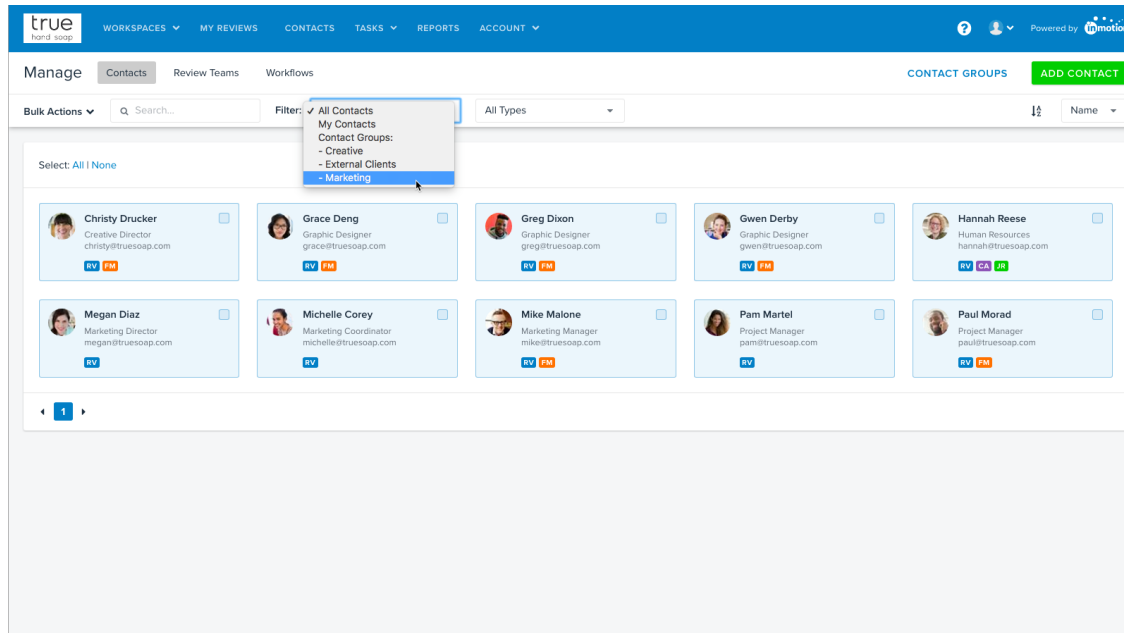 true
hand soap
WORKSPACES MY REVIEWS CONTACTS TASKS REPORTS ACCOUNT
? Powered by inmotion
Manage Contacts Review Teams Workflows CONTACT GROUPS ADD CONTACT
Bulk Actions Search... Filter: All Types Name
✓ All Contacts
My Contacts
Contact Groups:
- Creative
- External Clients
- Marketing
Select: All | None
Christy Drucker
Creative Director
christy@truesoap.com
RV FM
Grace Deng
Graphic Designer
grace@truesoap.com
RV FM
Greg Dixon
Graphic Designer
greg@truesoap.com
RV FM
Gwen Derby
Graphic Designer
gwen@truesoap.com
RV FM
Hannah Reese
Human Resources
hannah@truesoap.com
RV CA JR
Megan Diaz
Marketing Director
megan@truesoap.com
RV
Michelle Corey
Marketing Coordinator
michelle@truesoap.com
RV
Mike Malone
Marketing Manager
mike@truesoap.com
RV FM
Pam Martel
Project Manager
pam@truesoap.com
RV
Paul Morad
Project Manager
paul@truesoap.com
RV FM
1